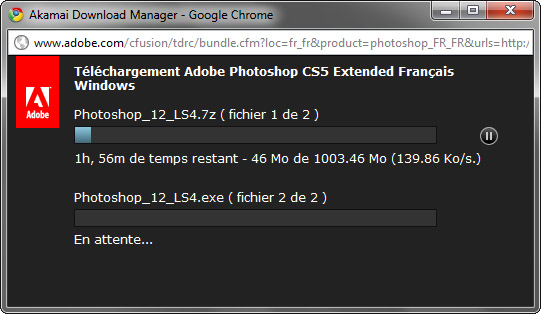 Akamai Download Manager - Google Chrome
www.adobe.com/cfusion/tdrc/bundle.cfm?loc=fr_fr&product=photoshop_FR_FR&urls=http:/
Téléchargement Adobe Photoshop CS5 Extended Français
Windows
Adobe
Photoshop_12_LS4.7z ( fichier 1 de 2 )
1h, 56m de temps restant - 46 Mo de 1003.46 Mo (139.86 Ko/s.)
Photoshop_12_LS4.exe ( fichier 2 de 2 )
En attente...